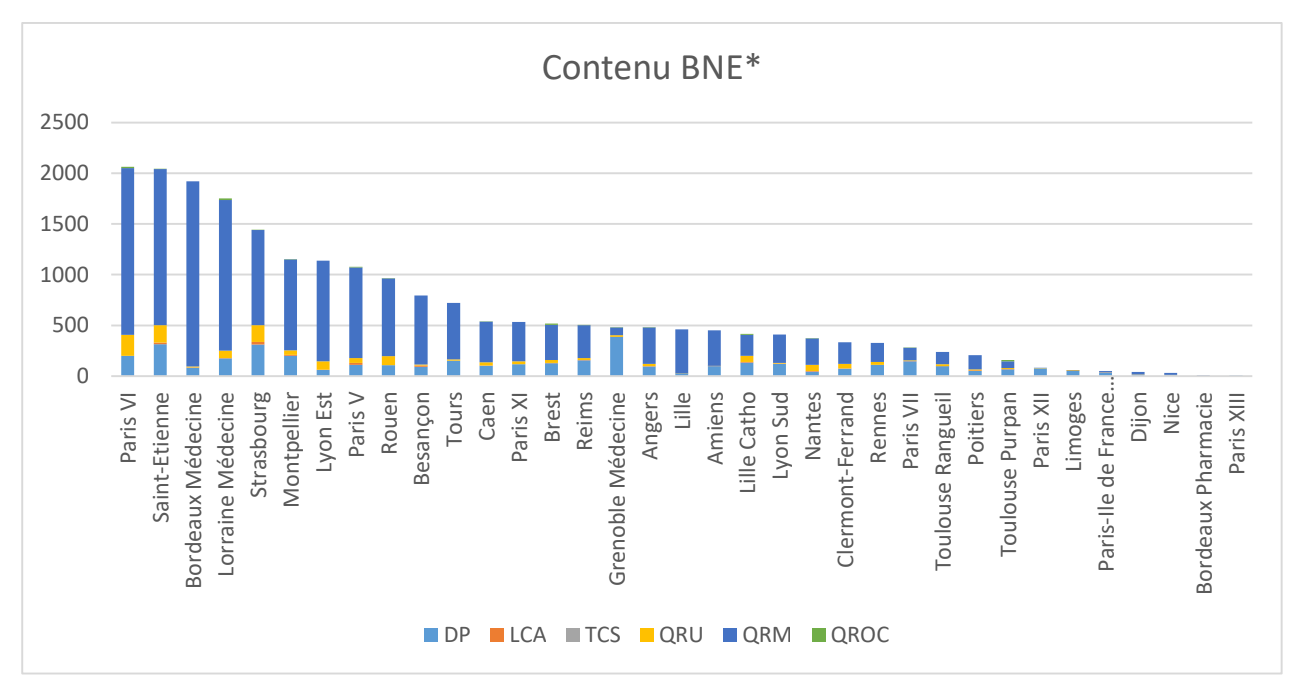 Contenu BNE*
2500
2000
1500
1000
500
0
Paris VI
Saint-Etienne
Bordeaux Médecine
Lorraine Médecine
Strasbourg
Montpellier
Lyon Est
Paris V
Rouen
Besançon
Tours
Caen
Paris XI
Brest
Reims
Grenoble Médecine
Angers
Lille
Amiens
Lille Catho
Lyon Sud
Nantes
Clermont-Ferrand
Rennes
Paris VII
Toulouse Rangueil
Poitiers
Toulouse Purpan
Paris XII
Limoges
Paris-Ile de France...
Dijon
Nice
Bordeaux Pharmacie
Paris XIII
DP LCA TCS QRU QRM QROC